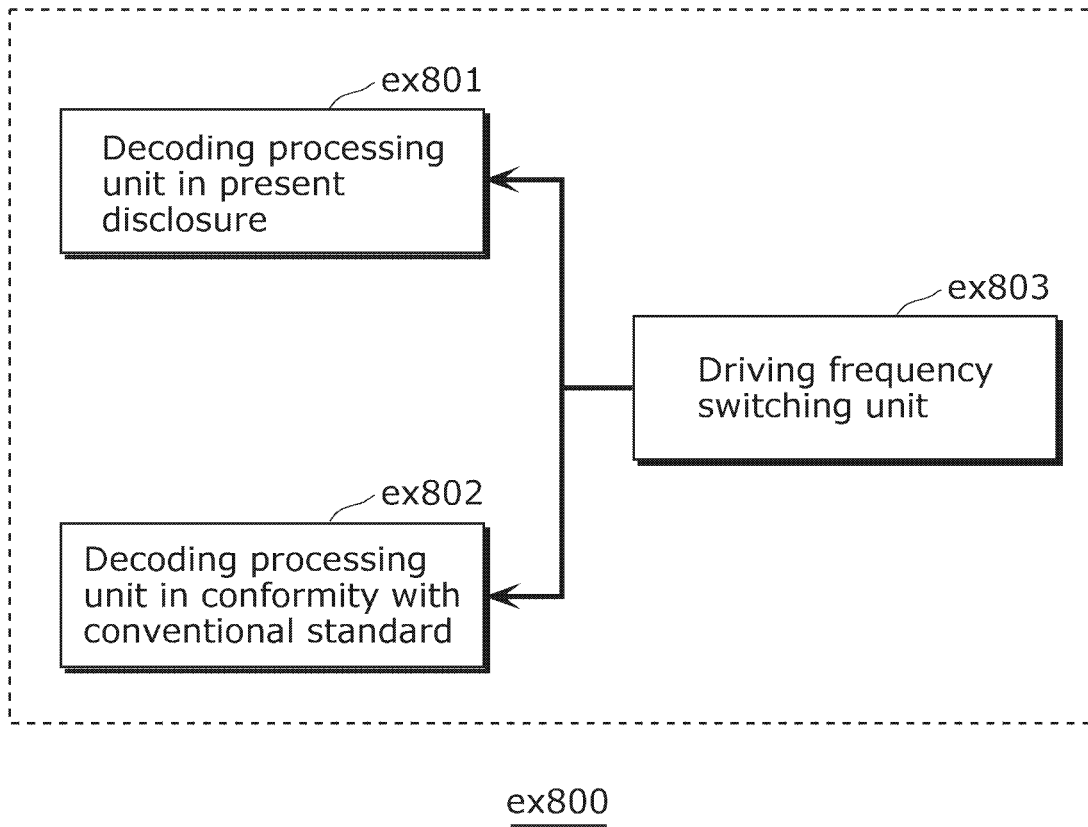 ex801
Decoding processing
unit in present
disclosure
ex803
Driving frequency
switching unit
ex802
Decoding processing
unit in conformity with
conventional standard
ex800